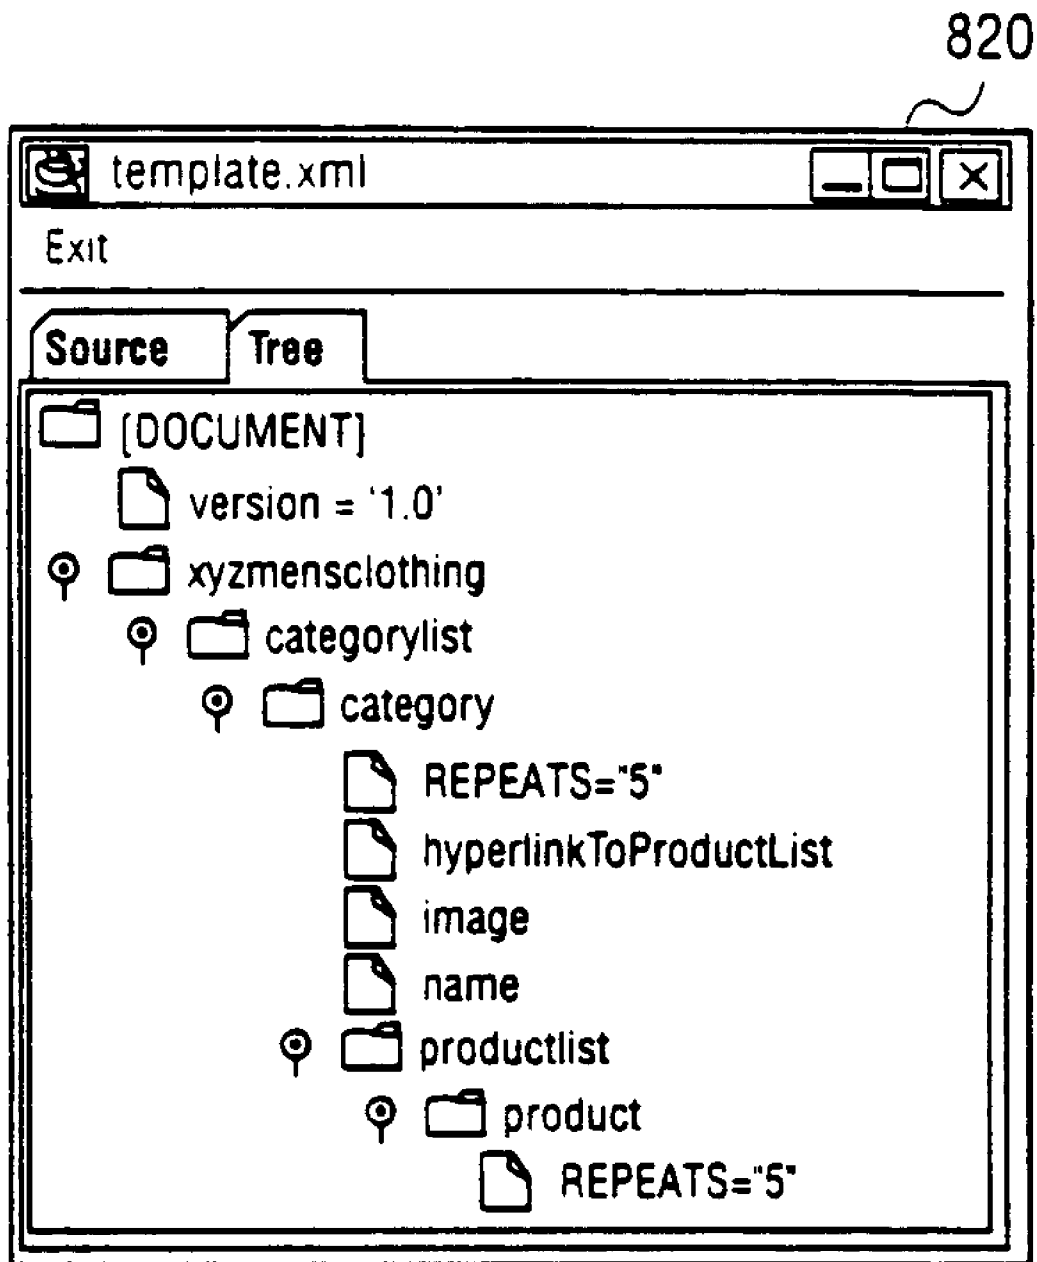 820
template.xml
Exit
Source Tree
[DOCUMENT]
version = '1.0'
xyzmensclothing
categorylist
category
REPEATS="5"
hyperlinkToProductList
image
name
productlist
product
REPEATS="5"